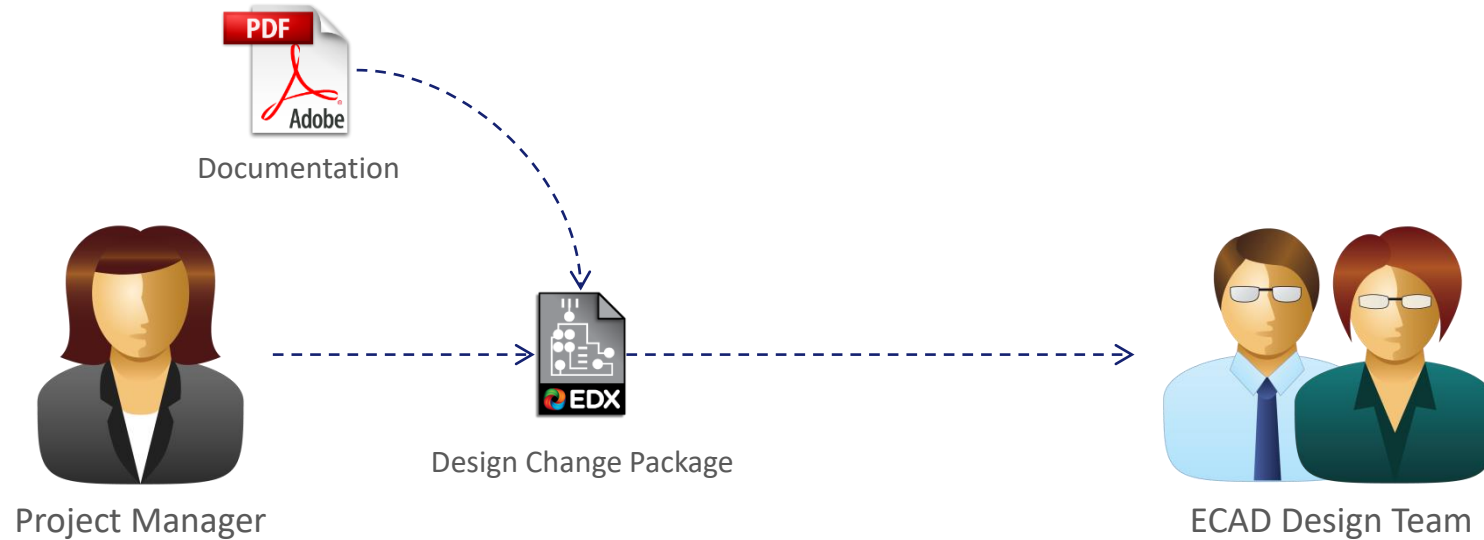 PDF
Adobe
Documentation
EDX
Design Change Package
Project Manager
ECAD Design Team